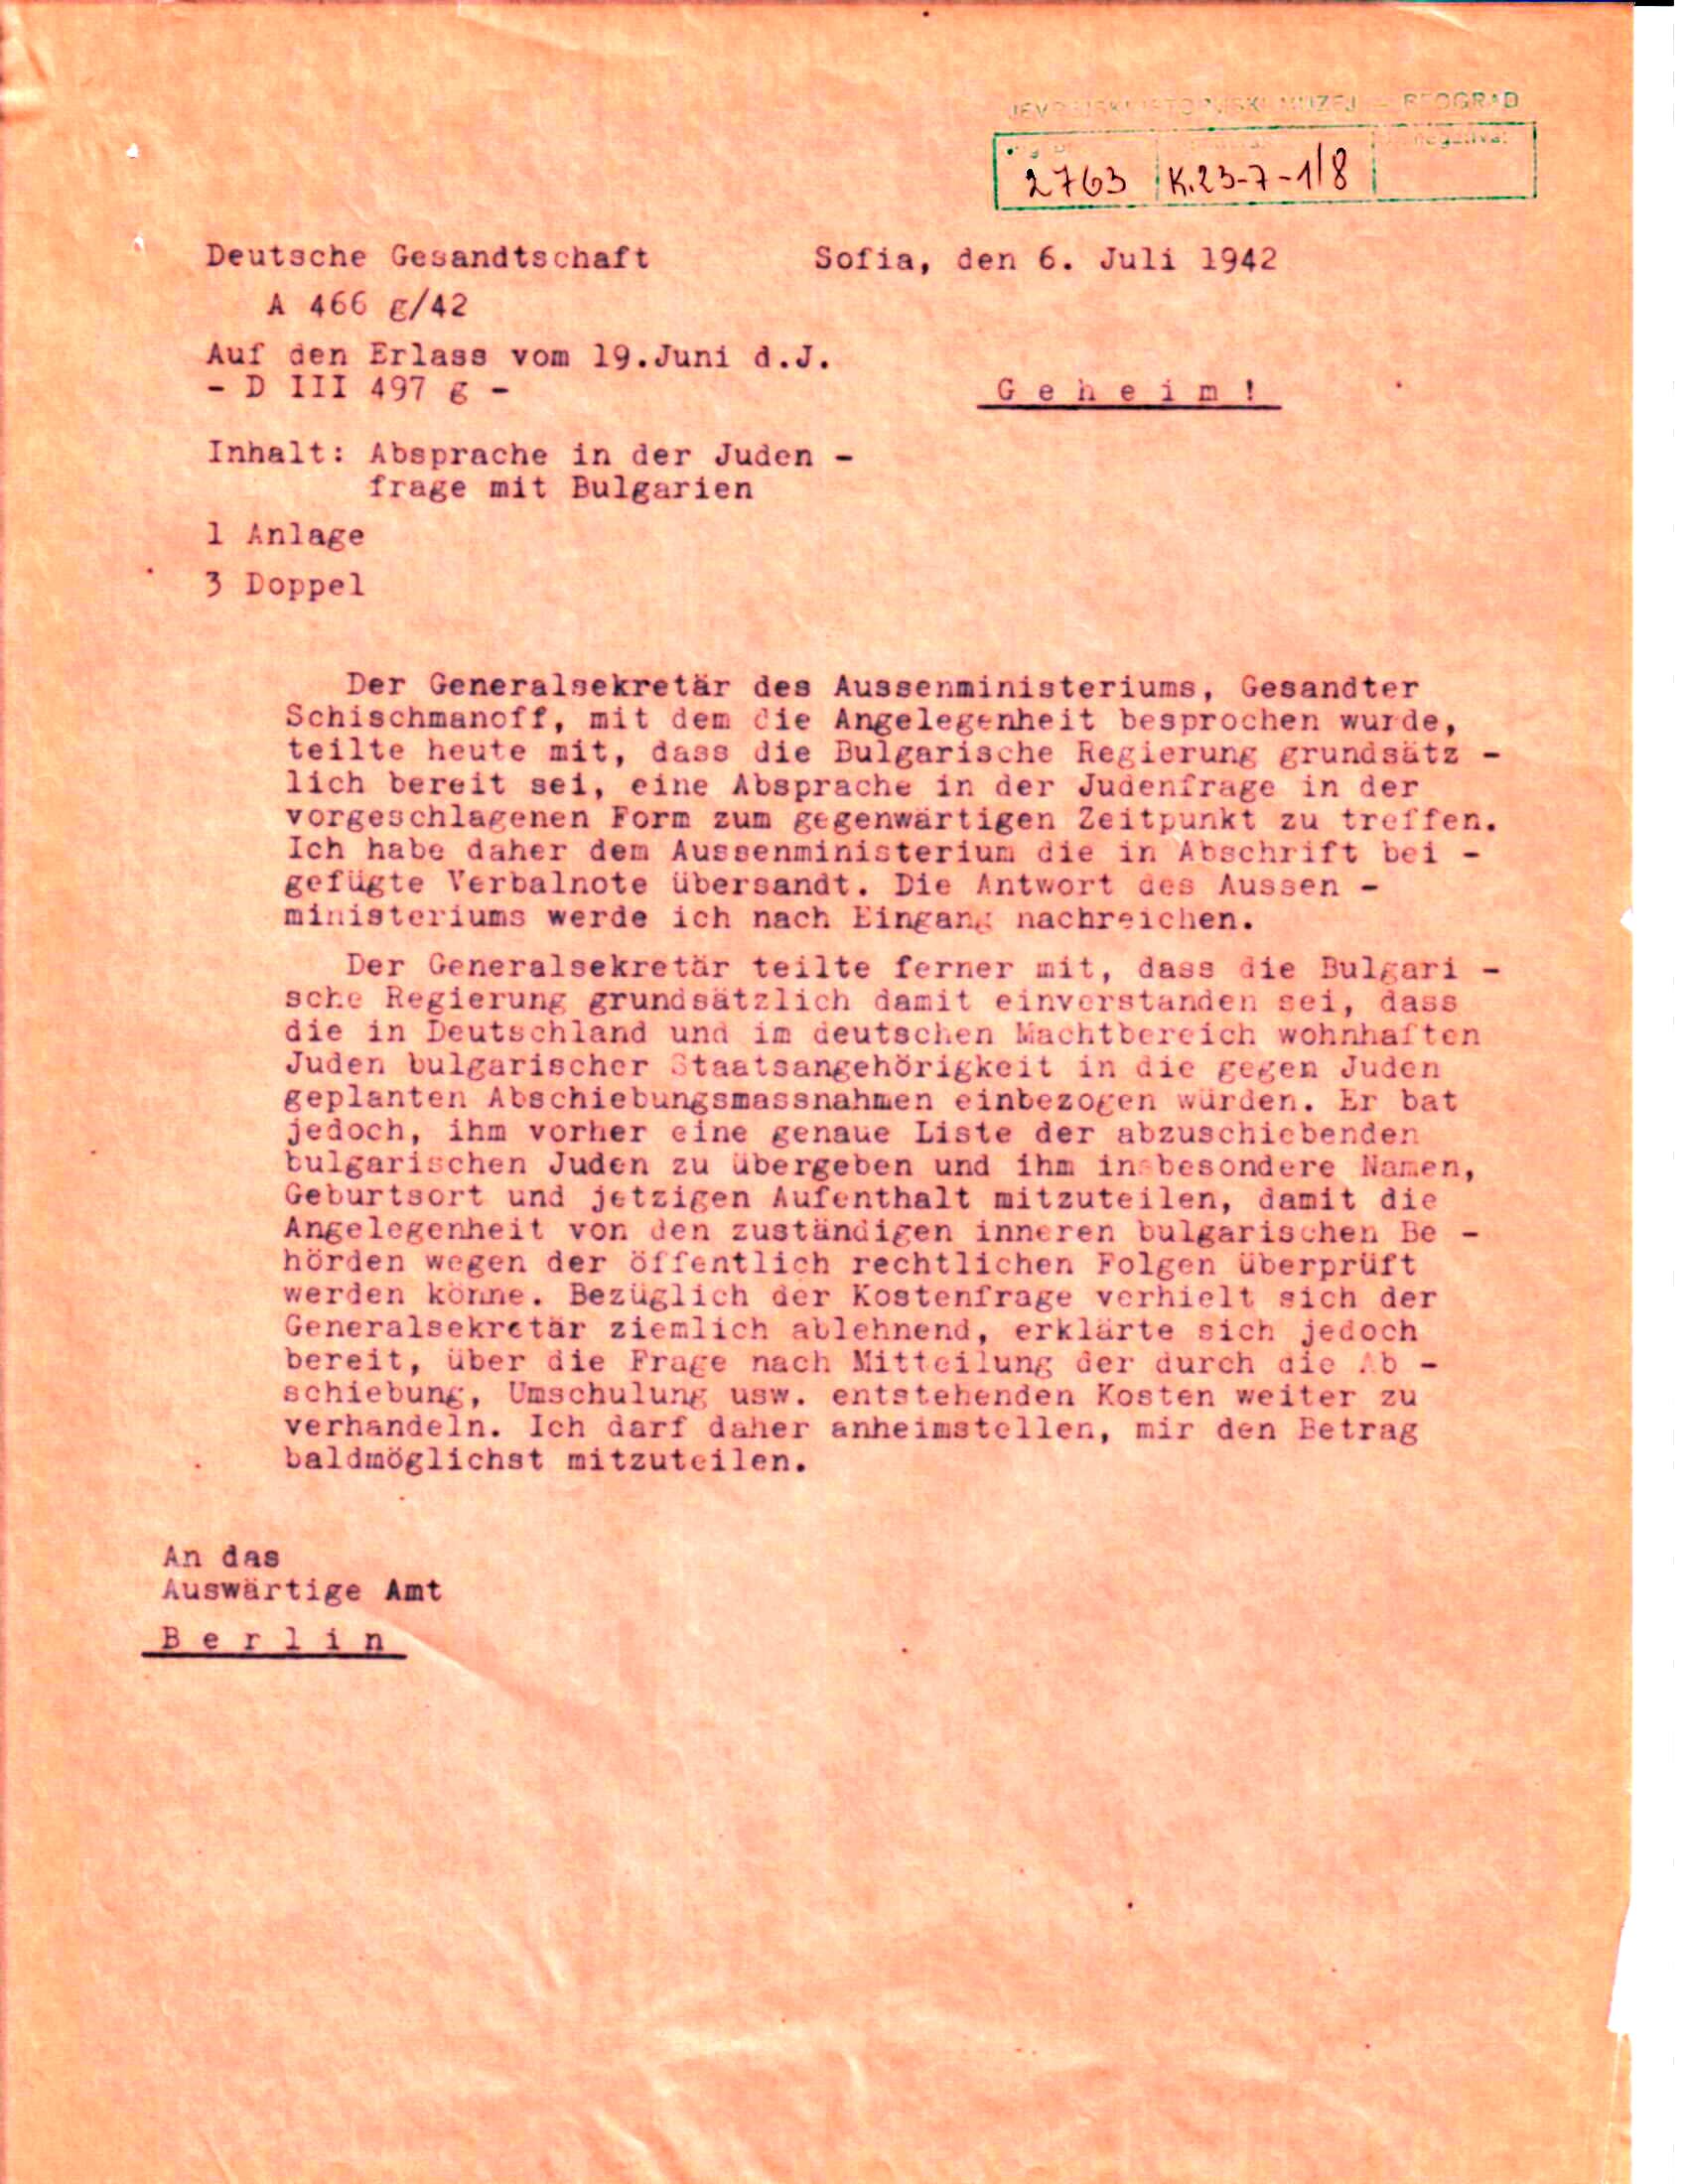 JEVREJSKI ISTORIJSKI MUZEJ — BEOGRAD
negativa:
2763 K.23-7-1/8
Deutsche Gesandtschaft Sofia, den 6. Juli 1942
A 466 g/42
Auf den Erlass vom 19.Juni d.J.
- D III 497 g -
G e h e i m !
Inhalt: Absprache in der Juden -
frage mit Bulgarien
1 Anlage
3 Doppel
Der Generalsekretär des Aussenministeriums, Gesandter
Schischmanoff, mit dem die Angelegenheit besprochen wurde,
teilte heute mit, dass die Bulgarische Regierung grundsätz -
lich bereit sei, eine Absprache in der Judenfrage in der
vorgeschlagenen Form zum gegenwärtigen Zeitpunkt zu treffen.
Ich habe daher dem Aussenministerium die in Abschrift bei -
gefügte Verbalnote übersandt. Die Antwort des Aussen -
ministeriums werde ich nach Eingang nachreichen.
Der Generalsekretär teilte ferner mit, dass die Bulgari -
sche Regierung grundsätzlich damit einverstanden sei, dass
die in Deutschland und im deutschen Machtbereich wohnhaften
Juden bulgarischer Staatsangehörigkeit in die gegen Juden
geplanten Abschiebungsmassnahmen einbezogen würden. Er bat
jedoch, ihm vorher eine genaue Liste der abzuschiebenden
bulgarischen Juden zu übergeben und ihm insbesondere Namen,
Geburtsort und jetzigen Aufenthalt mitzuteilen, damit die
Angelegenheit von den zuständigen inneren bulgarischen Be -
hörden wegen der öffentlich rechtlichen Folgen überprüft
werden könne. Bezüglich der Kostenfrage verhielt sich der
Generalsekretär ziemlich ablehnend, erklärte sich jedoch
bereit, über die Frage nach Mitteilung der durch die Ab -
schiebung, Umschulung usw. entstehenden Kosten weiter zu
verhandeln. Ich darf daher anheimstellen, mir den Betrag
baldmöglichst mitzuteilen.
An das
Auswärtige Amt
B e r l i n